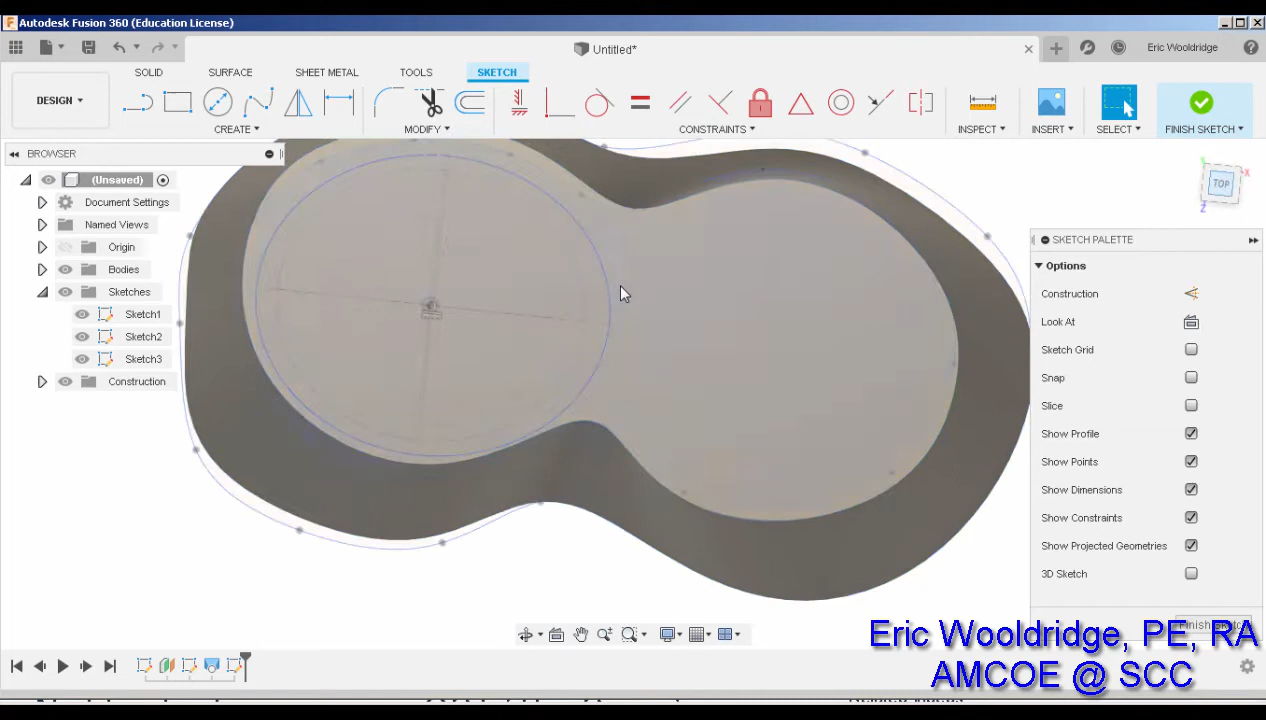 Autodesk Fusion 360 (Education License)
Untitled*
Eric Wooldridge
DESIGN
SOLID
SURFACE
SHEET METAL
TOOLS
SKETCH
CREATE
MODIFY
CONSTRAINTS
INSPECT
INSERT
SELECT
FINISH SKETCH
BROWSER
(Unsaved)
Document Settings
Named Views
Origin
Bodies
Sketches
Sketch1
Sketch2
Sketch3
Construction
TOP
X
Z
SKETCH PALETTE
Options
Construction
Look At
Sketch Grid
Snap
Slice
Show Profile
Show Points
Show Dimensions
Show Constraints
Show Projected Geometries
3D Sketch
Finish Sketch
Eric Wooldridge, PE, RA
AMCOE @ SCC